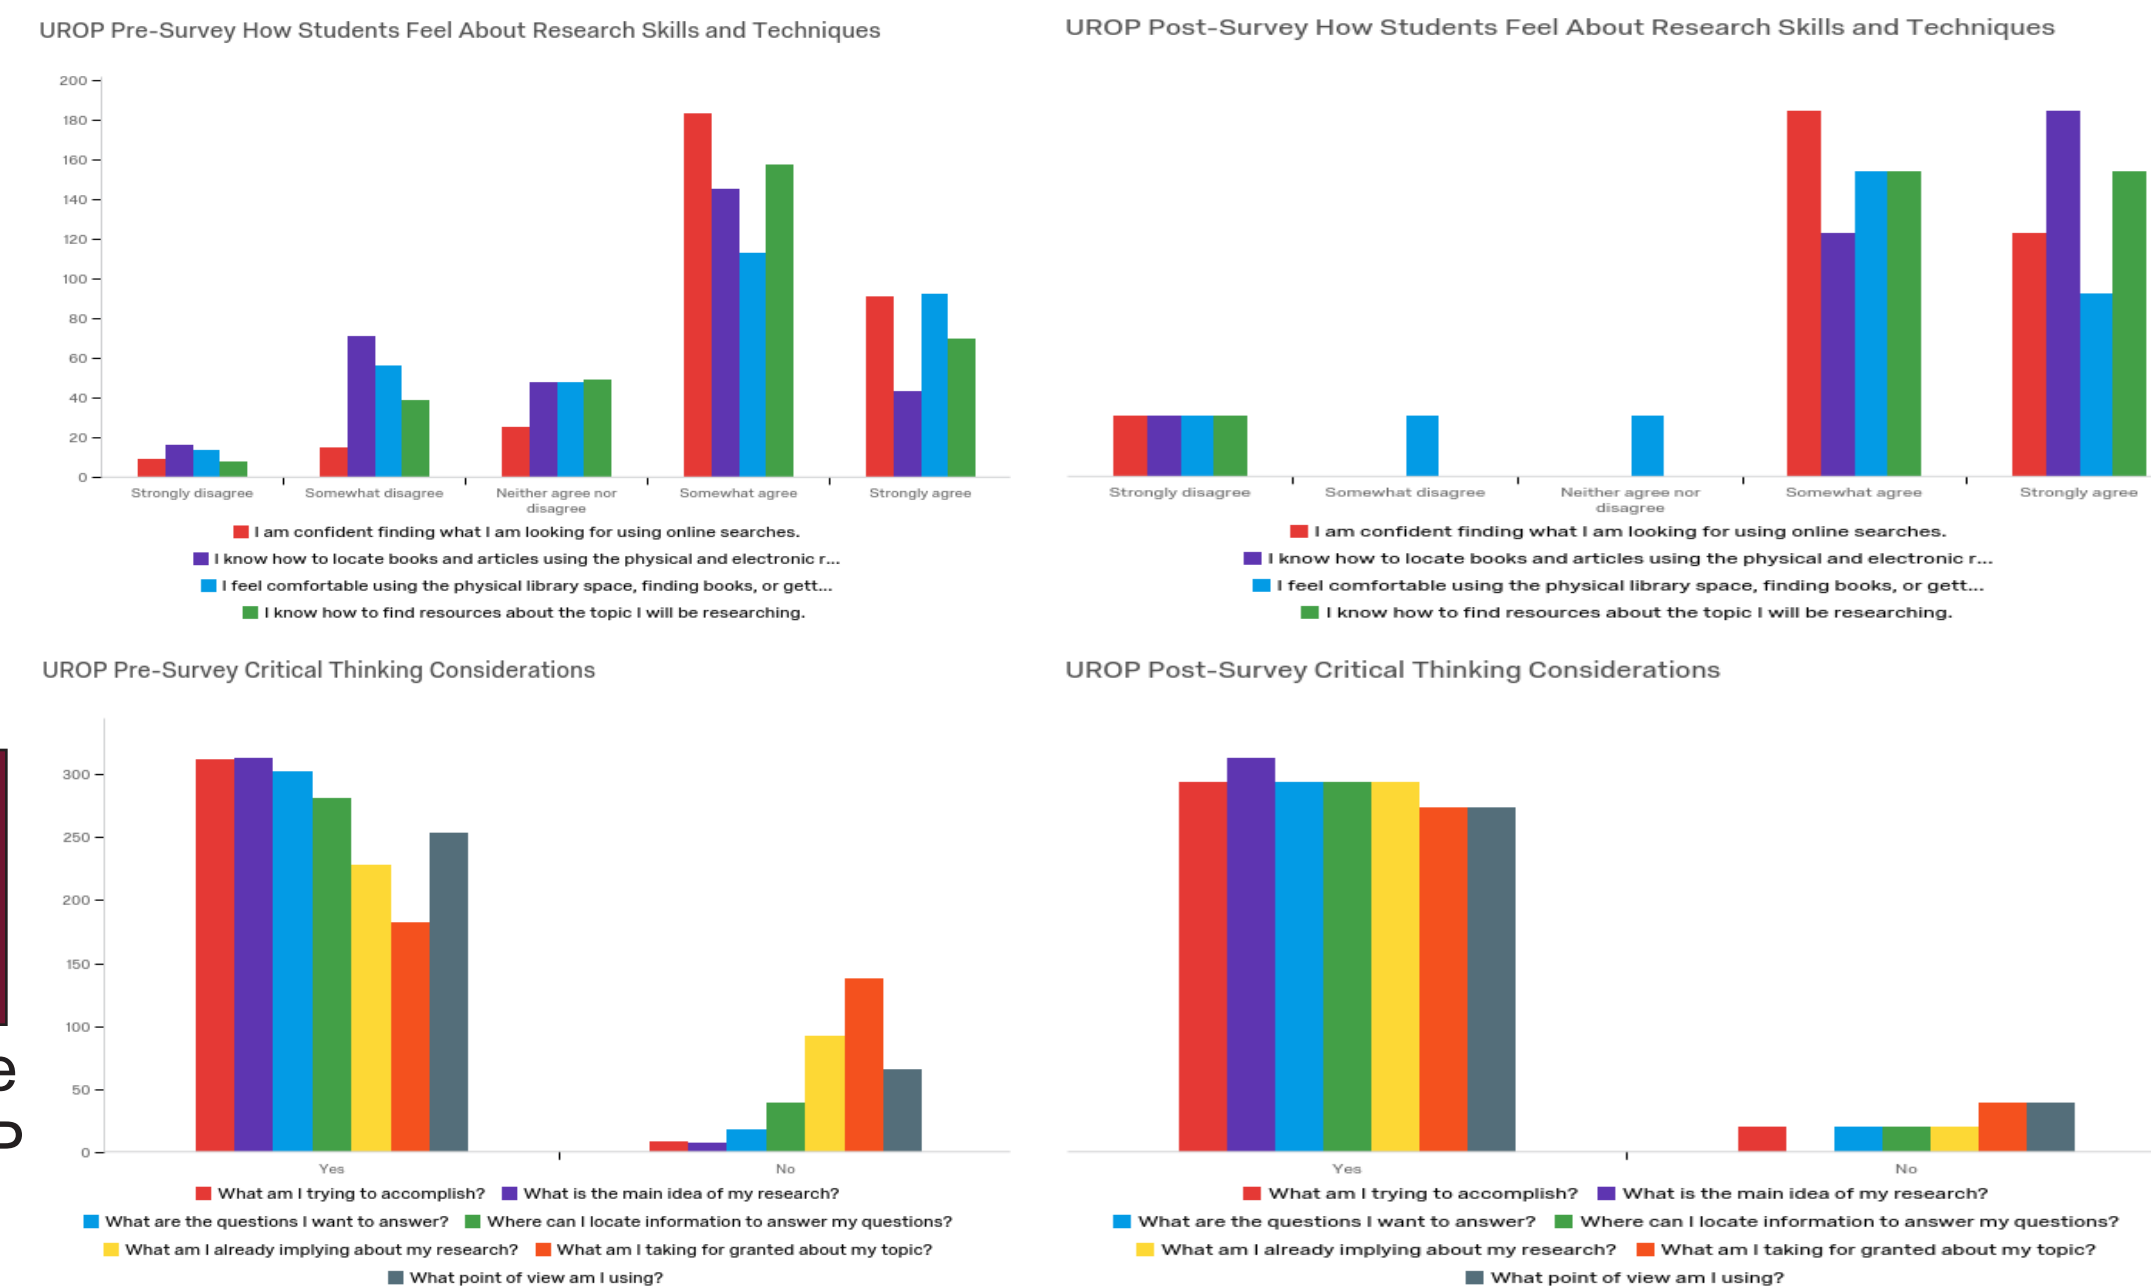 UROP Pre-Survey How Students Feel About Research Skills and Techniques
200
180
160
140
120
100
80
60
40
20
0
Strongly disagree
Somewhat disagree
Neither agree nor
disagree
Somewhat agree
Strongly agree
I am confident finding what I am looking for using online searches.
I know how to locate books and articles using the physical and electronic r...
I feel comfortable using the physical library space, finding books, or gett...
I know how to find resources about the topic I will be researching.
UROP Post-Survey How Students Feel About Research Skills and Techniques
Strongly disagree
Somewhat disagree
Neither agree nor
disagree
Somewhat agree
Strongly agree
I am confident finding what I am looking for using online searches.
I know how to locate books and articles using the physical and electronic r...
I feel comfortable using the physical library space, finding books, or gett...
I know how to find resources about the topic I will be researching.
UROP Pre-Survey Critical Thinking Considerations
300
250
200
150
100
50
0
Yes
No
What am I trying to accomplish? What is the main idea of my research?
What are the questions I want to answer? Where can I locate information to answer my questions?
What am I already implying about my research? What am I taking for granted about my topic?
What point of view am I using?
UROP Post-Survey Critical Thinking Considerations
Yes
No
What am I trying to accomplish? What is the main idea of my research?
What are the questions I want to answer? Where can I locate information to answer my questions?
What am I already implying about my research? What am I taking for granted about my topic?
What point of view am I using?